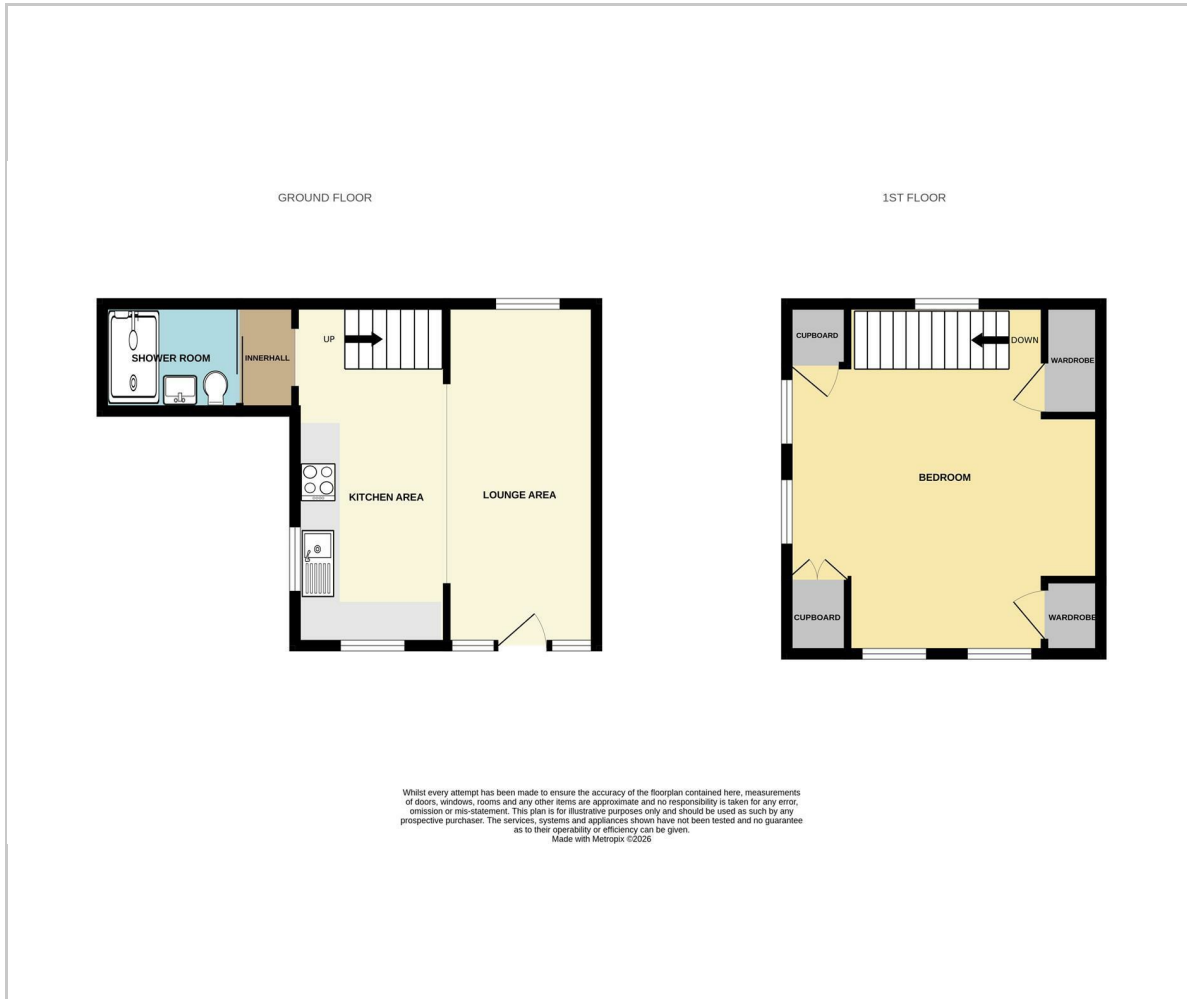 GROUND FLOOR
1ST FLOOR
UP
SHOWER ROOM
INNERHALL
KITCHEN AREA
LOUNGE AREA
CUPBOARD
DOWN
WARDROBE
BEDROOM
CUPBOARD
WARDROBE
Whilst every attempt has been made to ensure the accuracy of the floorplan contained here, measurements
of doors, windows, rooms and any other items are approximate and no responsibility is taken for any error,
omission or mis-statement. This plan is for illustrative purposes only and should be used as such by any
prospective purchaser. The services, systems and appliances shown have not been tested and no guarantee
as to their operability or efficiency can be given.
Made with Metropix ©2026